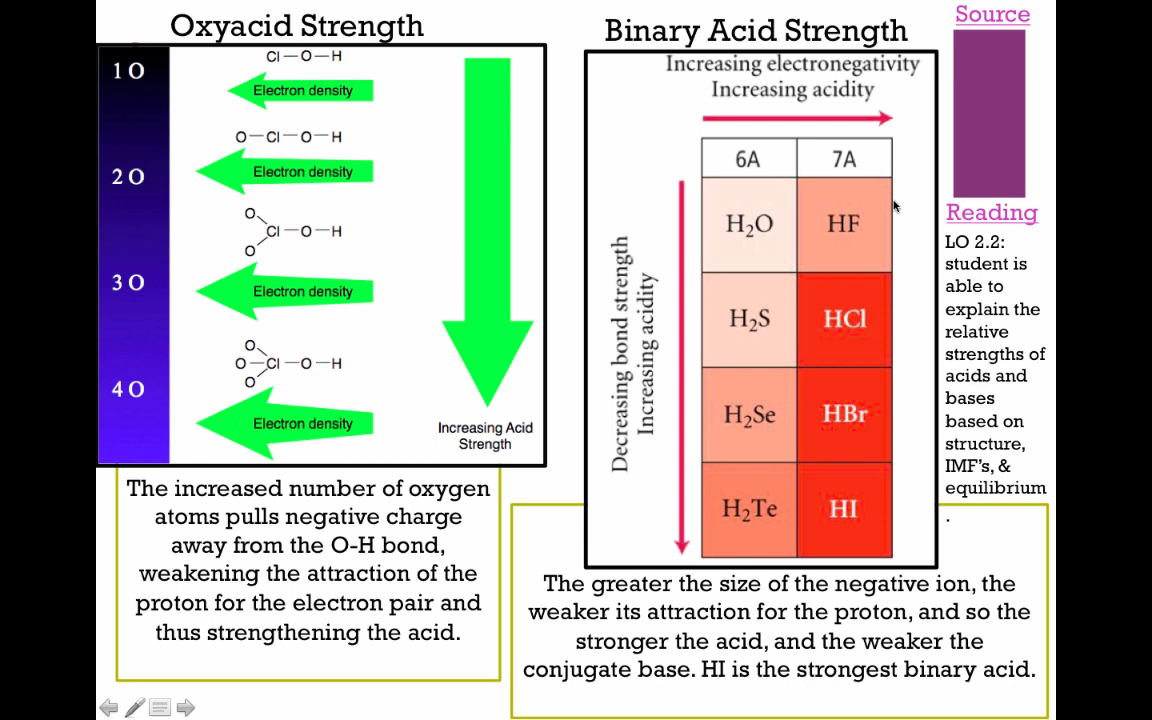 Oxyacid Strength
1 O
Cl—O—H
Electron density
2 O
O—Cl—O—H
Electron density
3 O
O
Cl—O—H
O
Electron density
4 O
O
O—Cl—O—H
O
Electron density
Increasing Acid
Strength
The increased number of oxygen
atoms pulls negative charge
away from the O-H bond,
weakening the attraction of the
proton for the electron pair and
thus strengthening the acid.
Binary Acid Strength
Increasing electronegativity
Increasing acidity
Decreasing bond strength
Increasing acidity
6A 7A
H₂O HF
H₂S HCl
H₂Se HBr
H₂Te HI
The greater the size of the negative ion, the
weaker its attraction for the proton, and so the
stronger the acid, and the weaker the
conjugate base. HI is the strongest binary acid.
Source
Reading
LO 2.2:
student is
able to
explain the
relative
strengths of
acids and
bases
based on
structure,
IMF's, &
equilibrium
.